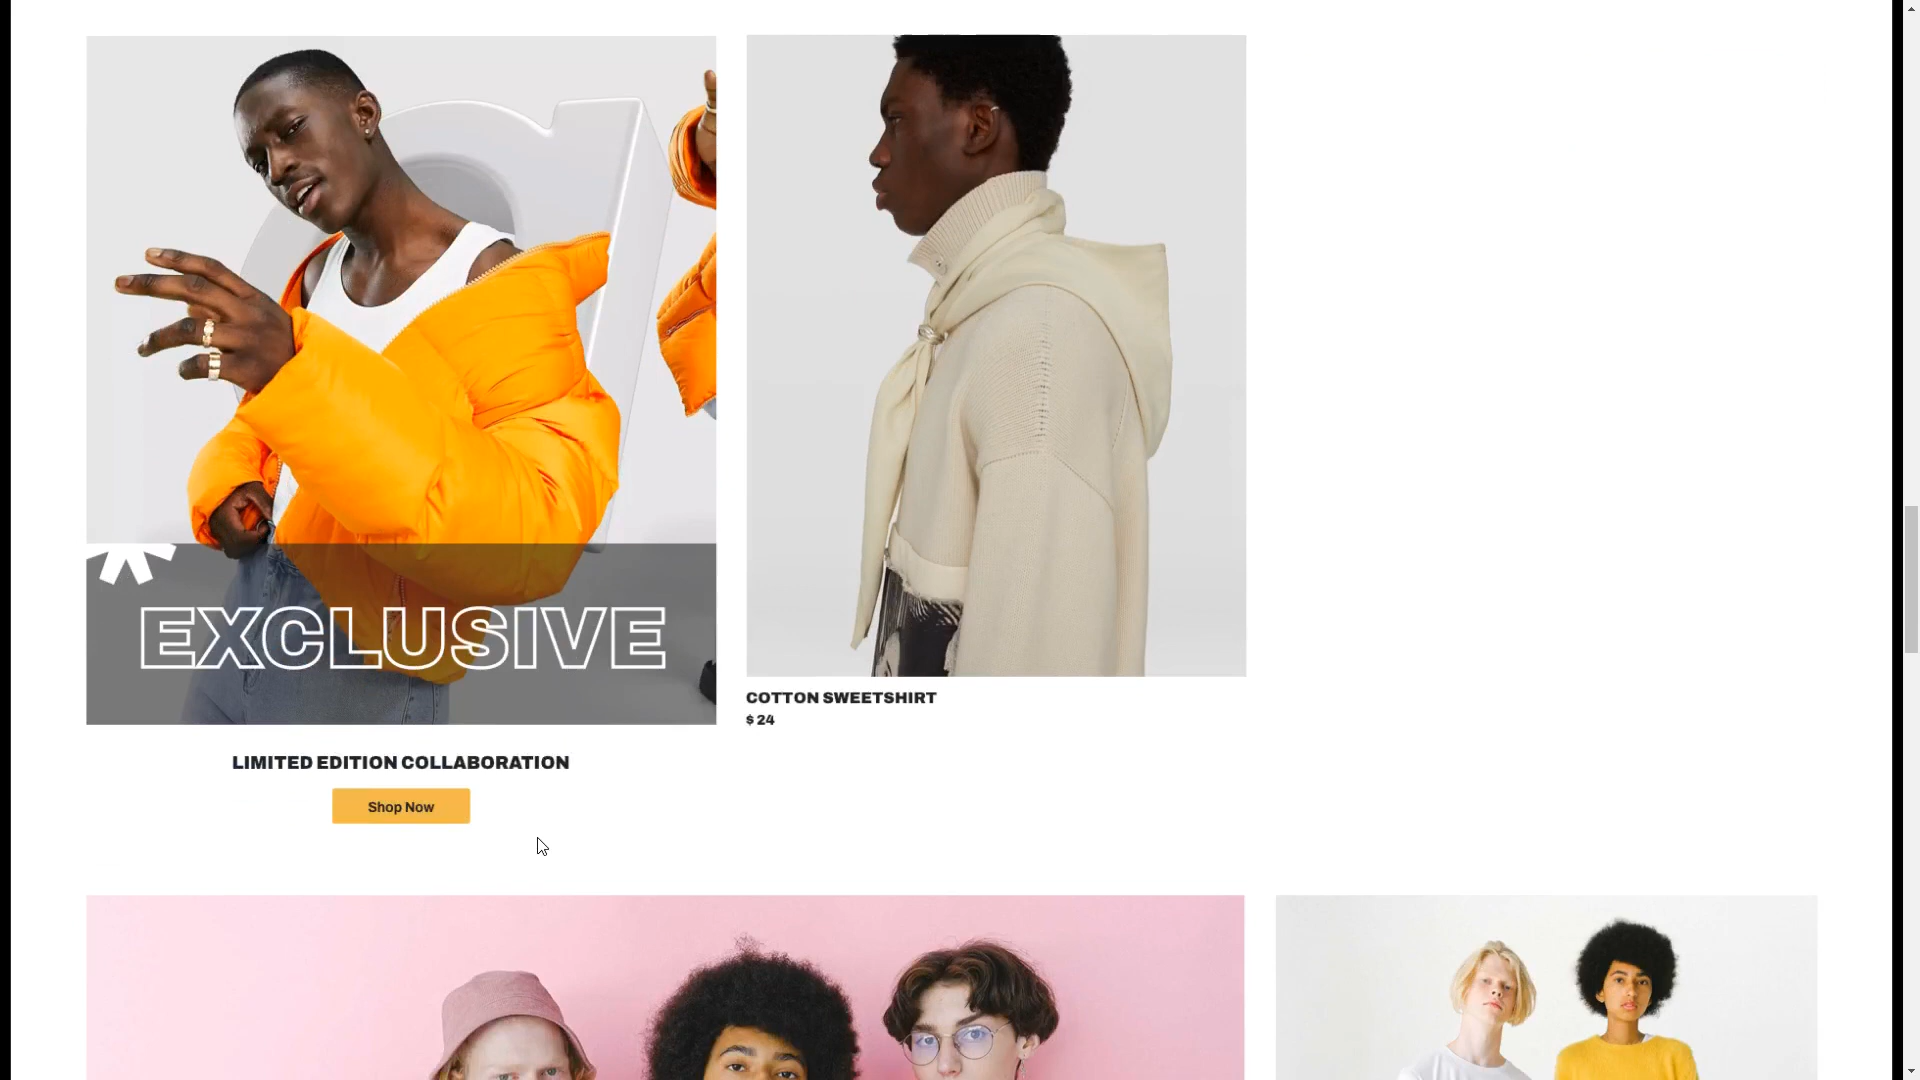 EXCLUSIVE
LIMITED EDITION COLLABORATION
Shop Now
COTTON SWEETSHIRT
$ 24